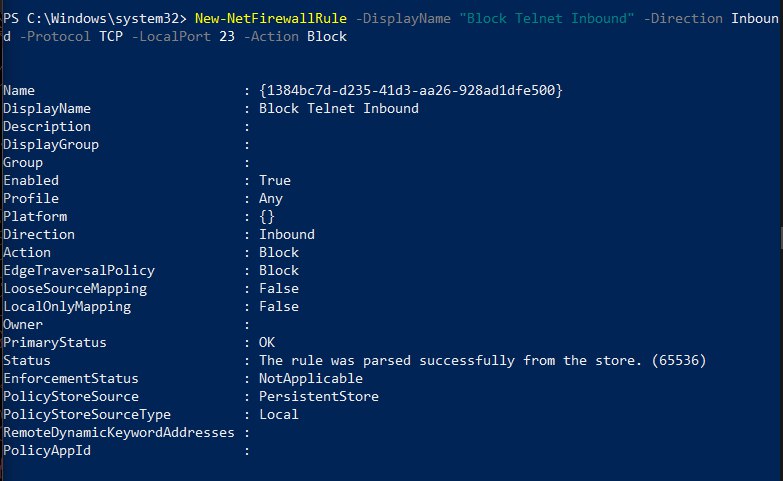 PS C:\Windows\system32> New-NetFirewallRule -DisplayName "Block Telnet Inbound" -Direction Inboun
d -Protocol TCP -LocalPort 23 -Action Block
Name : {1384bc7d-d235-41d3-aa26-928ad1dfe500}
DisplayName : Block Telnet Inbound
Description :
DisplayGroup :
Group :
Enabled : True
Profile : Any
Platform : {}
Direction : Inbound
Action : Block
EdgeTraversalPolicy : Block
LooseSourceMapping : False
LocalOnlyMapping : False
Owner :
PrimaryStatus : OK
Status : The rule was parsed successfully from the store. (65536)
EnforcementStatus : NotApplicable
PolicyStoreSource : PersistentStore
PolicyStoreSourceType : Local
RemoteDynamicKeywordAddresses :
PolicyAppId :